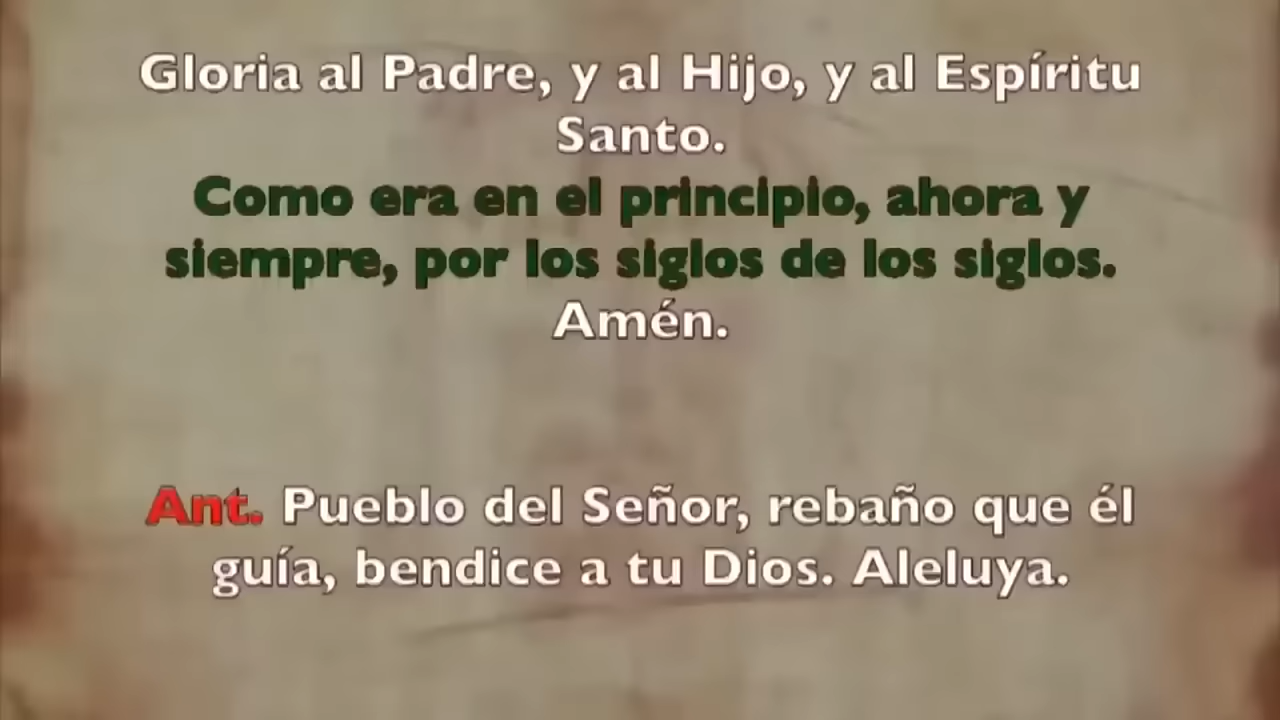 Gloria al Padre, y al Hijo, y al Espíritu
Santo.
Como era en el principio, ahora y
siempre, por los siglos de los siglos.
Amén.
Ant. Pueblo del Señor, rebaño que él
guía, bendice a tu Dios. Aleluya.